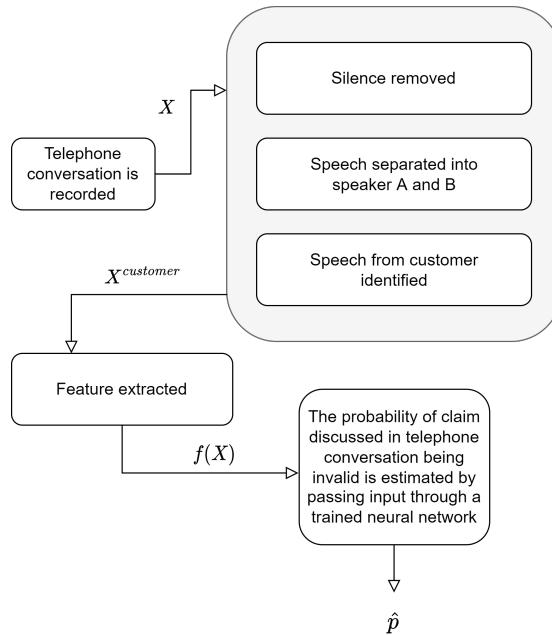 Silence removed
X
Telephone
conversation is
recorded
Speech separated into
speaker A and B
Speech from customer
identified
X^{customer}
Feature extracted
The probability of claim
discussed in telephone
conversation being
invalid is estimated by
passing input through a
trained neural network
f(X)
p̂